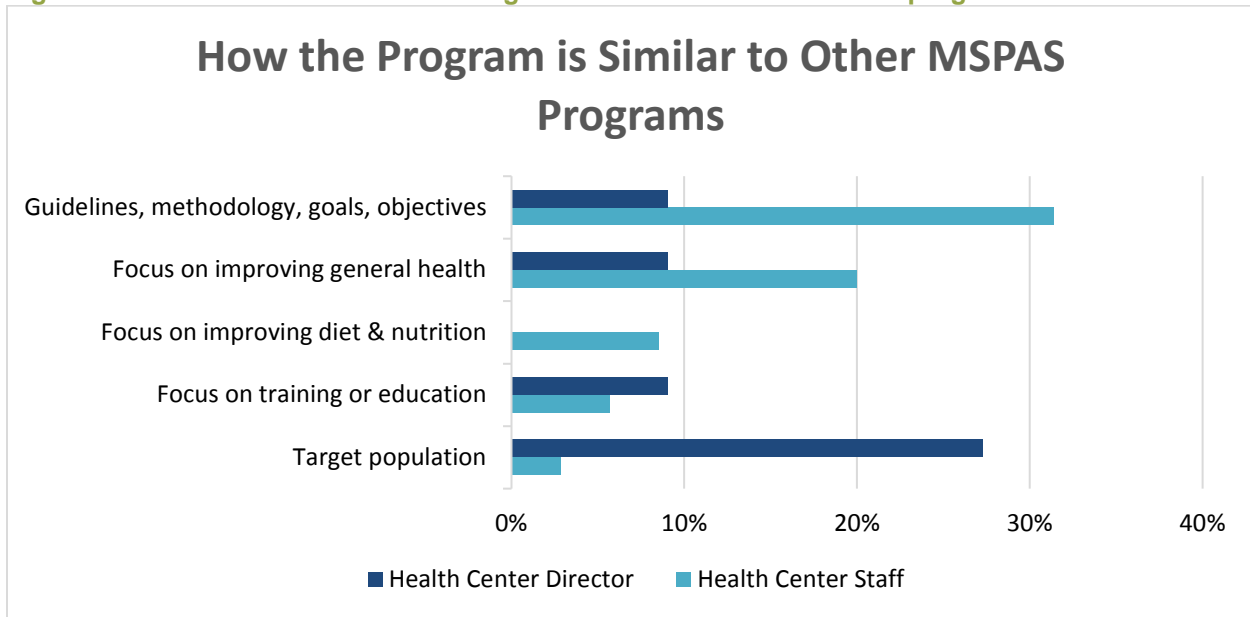 How the Program is Similar to Other MSPAS
Programs
Guidelines, methodology, goals, objectives
Focus on improving general health
Focus on improving diet & nutrition
Focus on training or education
Target population
0% 10% 20% 30% 40%
Health Center Director Health Center Staff